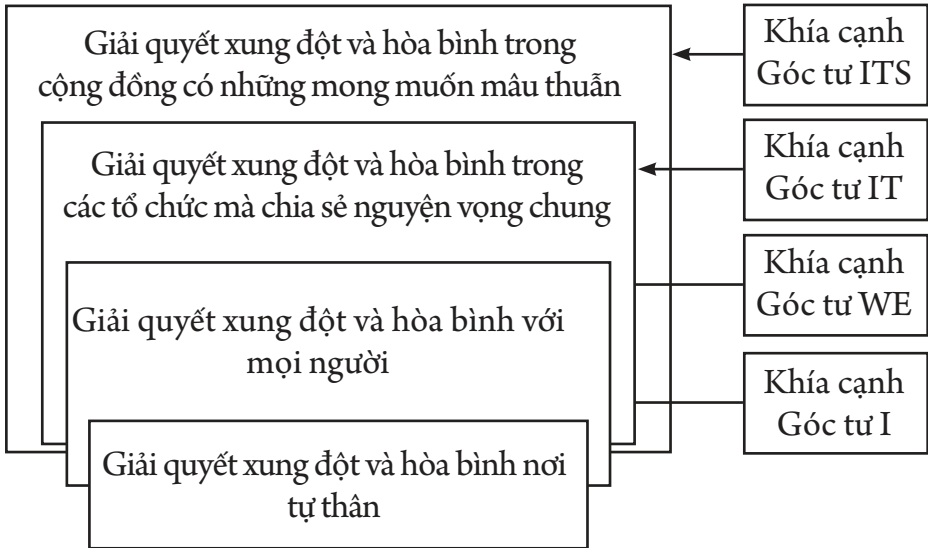 Giải quyết xung đột và hòa bình trong
cộng đồng có những mong muốn mâu thuẫn
Khía cạnh
Góc tư ITS
Giải quyết xung đột và hòa bình trong
các tổ chức mà chia sẻ nguyện vọng chung
Khía cạnh
Góc tư IT
Giải quyết xung đột và hòa bình với
mọi người
Khía cạnh
Góc tư WE
Giải quyết xung đột và hòa bình nơi
tự thân
Khía cạnh
Góc tư I